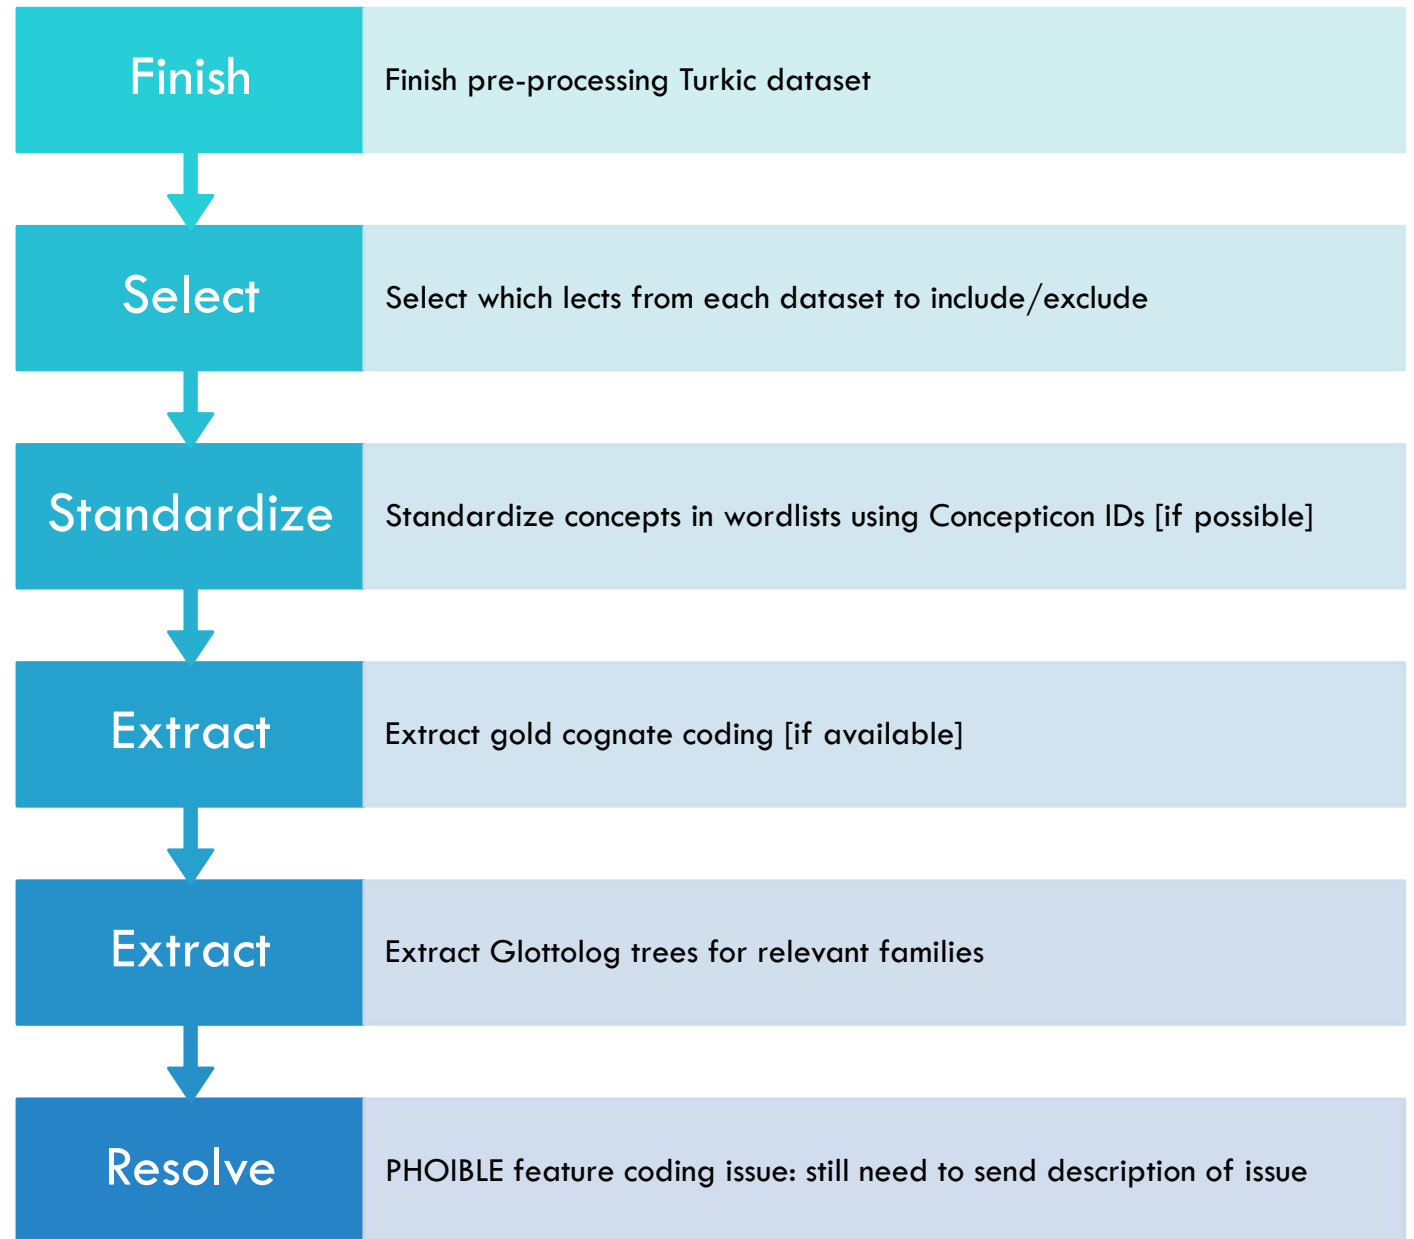 Finish
Finish pre-processing Turkic dataset
Select
Select which lects from each dataset to include/exclude
Standardize
Standardize concepts in wordlists using Concepticon IDs [if possible]
Extract
Extract gold cognate coding [if available]
Extract
Extract Glottolog trees for relevant families
Resolve
PHOIBLE feature coding issue: still need to send description of issue